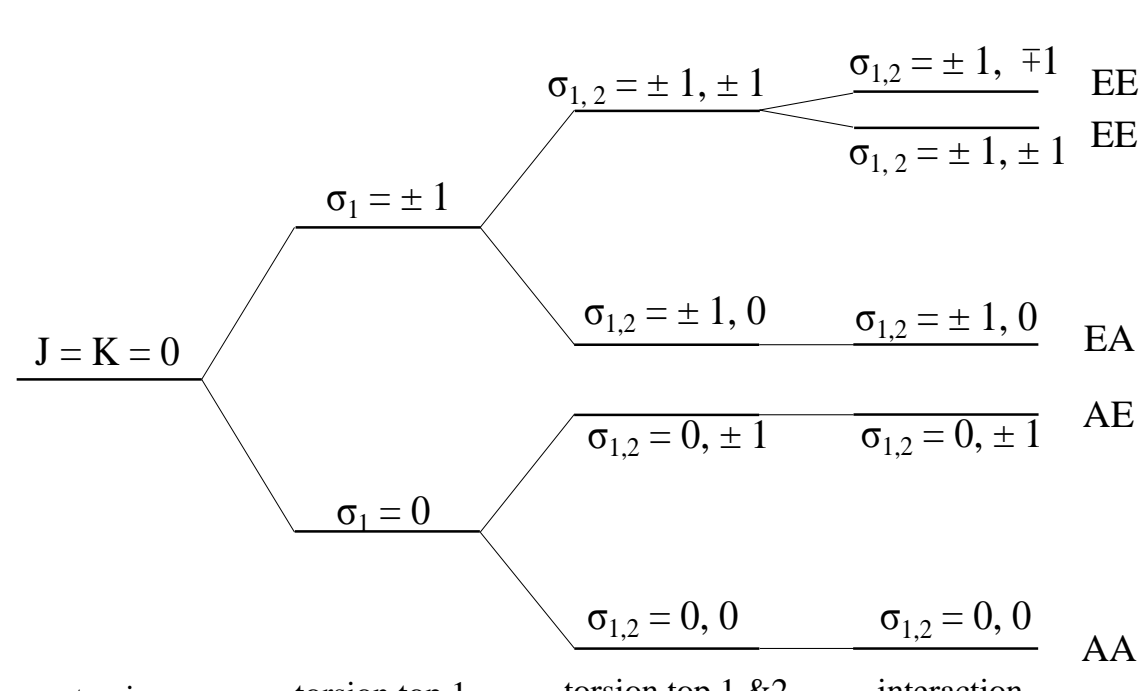 σ1,2 = ± 1, ∓1
EE
σ1, 2 = ± 1, ± 1
EE
σ1, 2 = ± 1, ± 1
σ1 = ± 1
σ1,2 = ± 1, 0
σ1,2 = ± 1, 0
EA
J = K = 0
AE
σ1,2 = 0, ± 1
σ1,2 = 0, ± 1
σ1 = 0
σ1,2 = 0, 0
σ1,2 = 0, 0
AA
torsion top 1
torsion top 1 &2
interaction